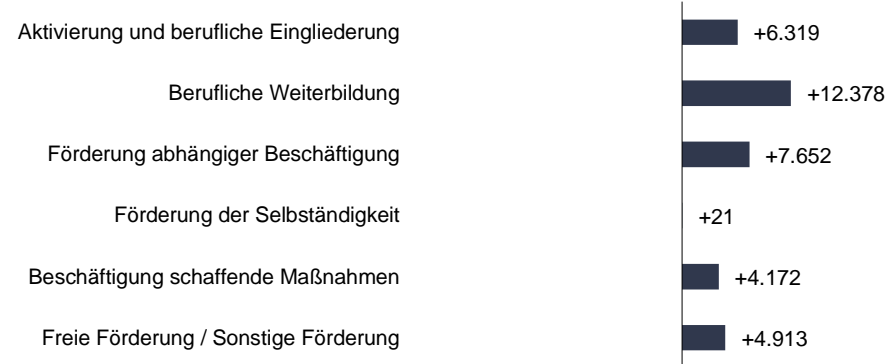 Aktivierung und berufliche Eingliederung +6.319
Berufliche Weiterbildung +12.378
Förderung abhängiger Beschäftigung +7.652
Förderung der Selbständigkeit +21
Beschäftigung schaffende Maßnahmen +4.172
Freie Förderung / Sonstige Förderung +4.913